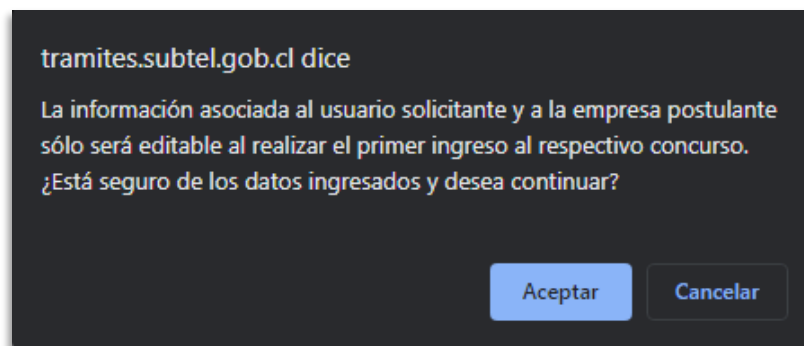 tramites.subtel.gob.cl dice
La información asociada al usuario solicitante y a la empresa postulante
sólo será editable al realizar el primer ingreso al respectivo concurso.
¿Está seguro de los datos ingresados y desea continuar?
Aceptar
Cancelar